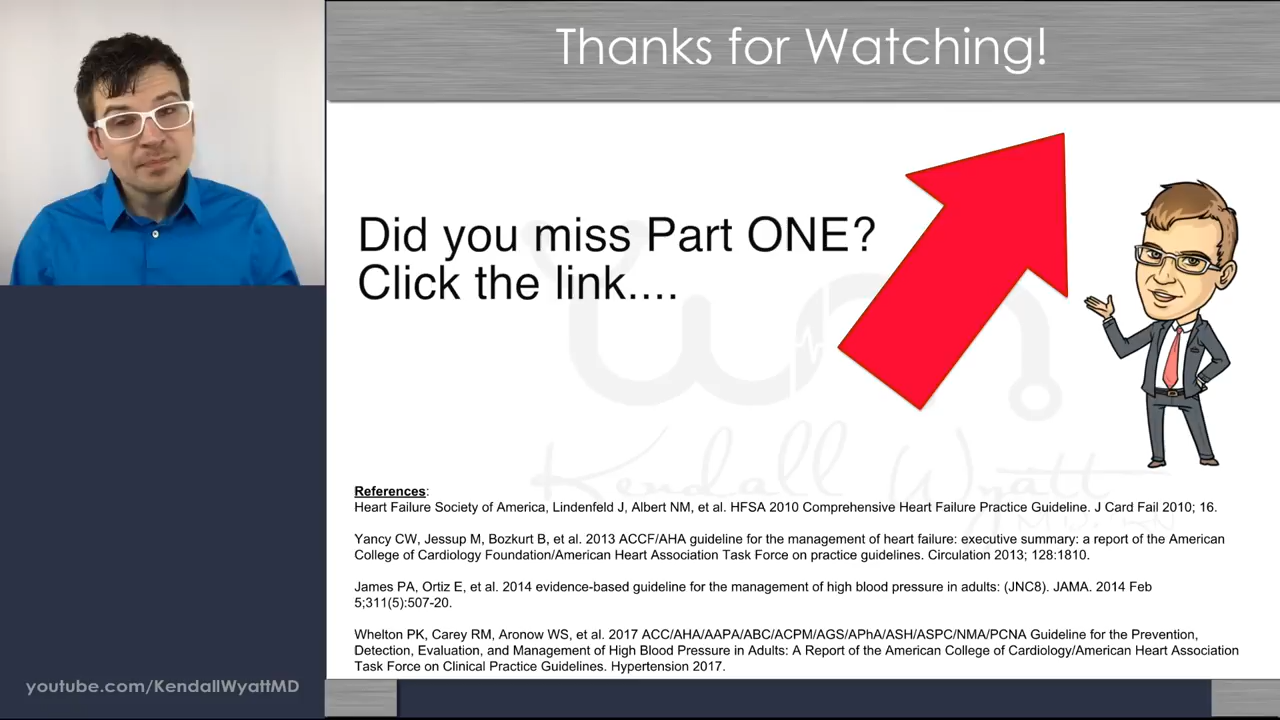 Thanks for Watching!
Did you miss Part ONE?
Click the link....
Kendall Wyatt
M.D. RN
References:
Heart Failure Society of America, Lindenfeld J, Albert NM, et al. HFSA 2010 Comprehensive Heart Failure Practice Guideline. J Card Fail 2010; 16.
Yancy CW, Jessup M, Bozkurt B, et al. 2013 ACCF/AHA guideline for the management of heart failure: executive summary: a report of the American
College of Cardiology Foundation/American Heart Association Task Force on practice guidelines. Circulation 2013; 128:1810.
James PA, Ortiz E, et al. 2014 evidence-based guideline for the management of high blood pressure in adults: (JNC8). JAMA. 2014 Feb
5;311(5):507-20.
Whelton PK, Carey RM, Aronow WS, et al. 2017 ACC/AHA/AAPA/ABC/ACPM/AGS/APhA/ASH/ASPC/NMA/PCNA Guideline for the Prevention,
Detection, Evaluation, and Management of High Blood Pressure in Adults: A Report of the American College of Cardiology/American Heart Association
Task Force on Clinical Practice Guidelines. Hypertension 2017.
youtube.com/KendallWyattMD